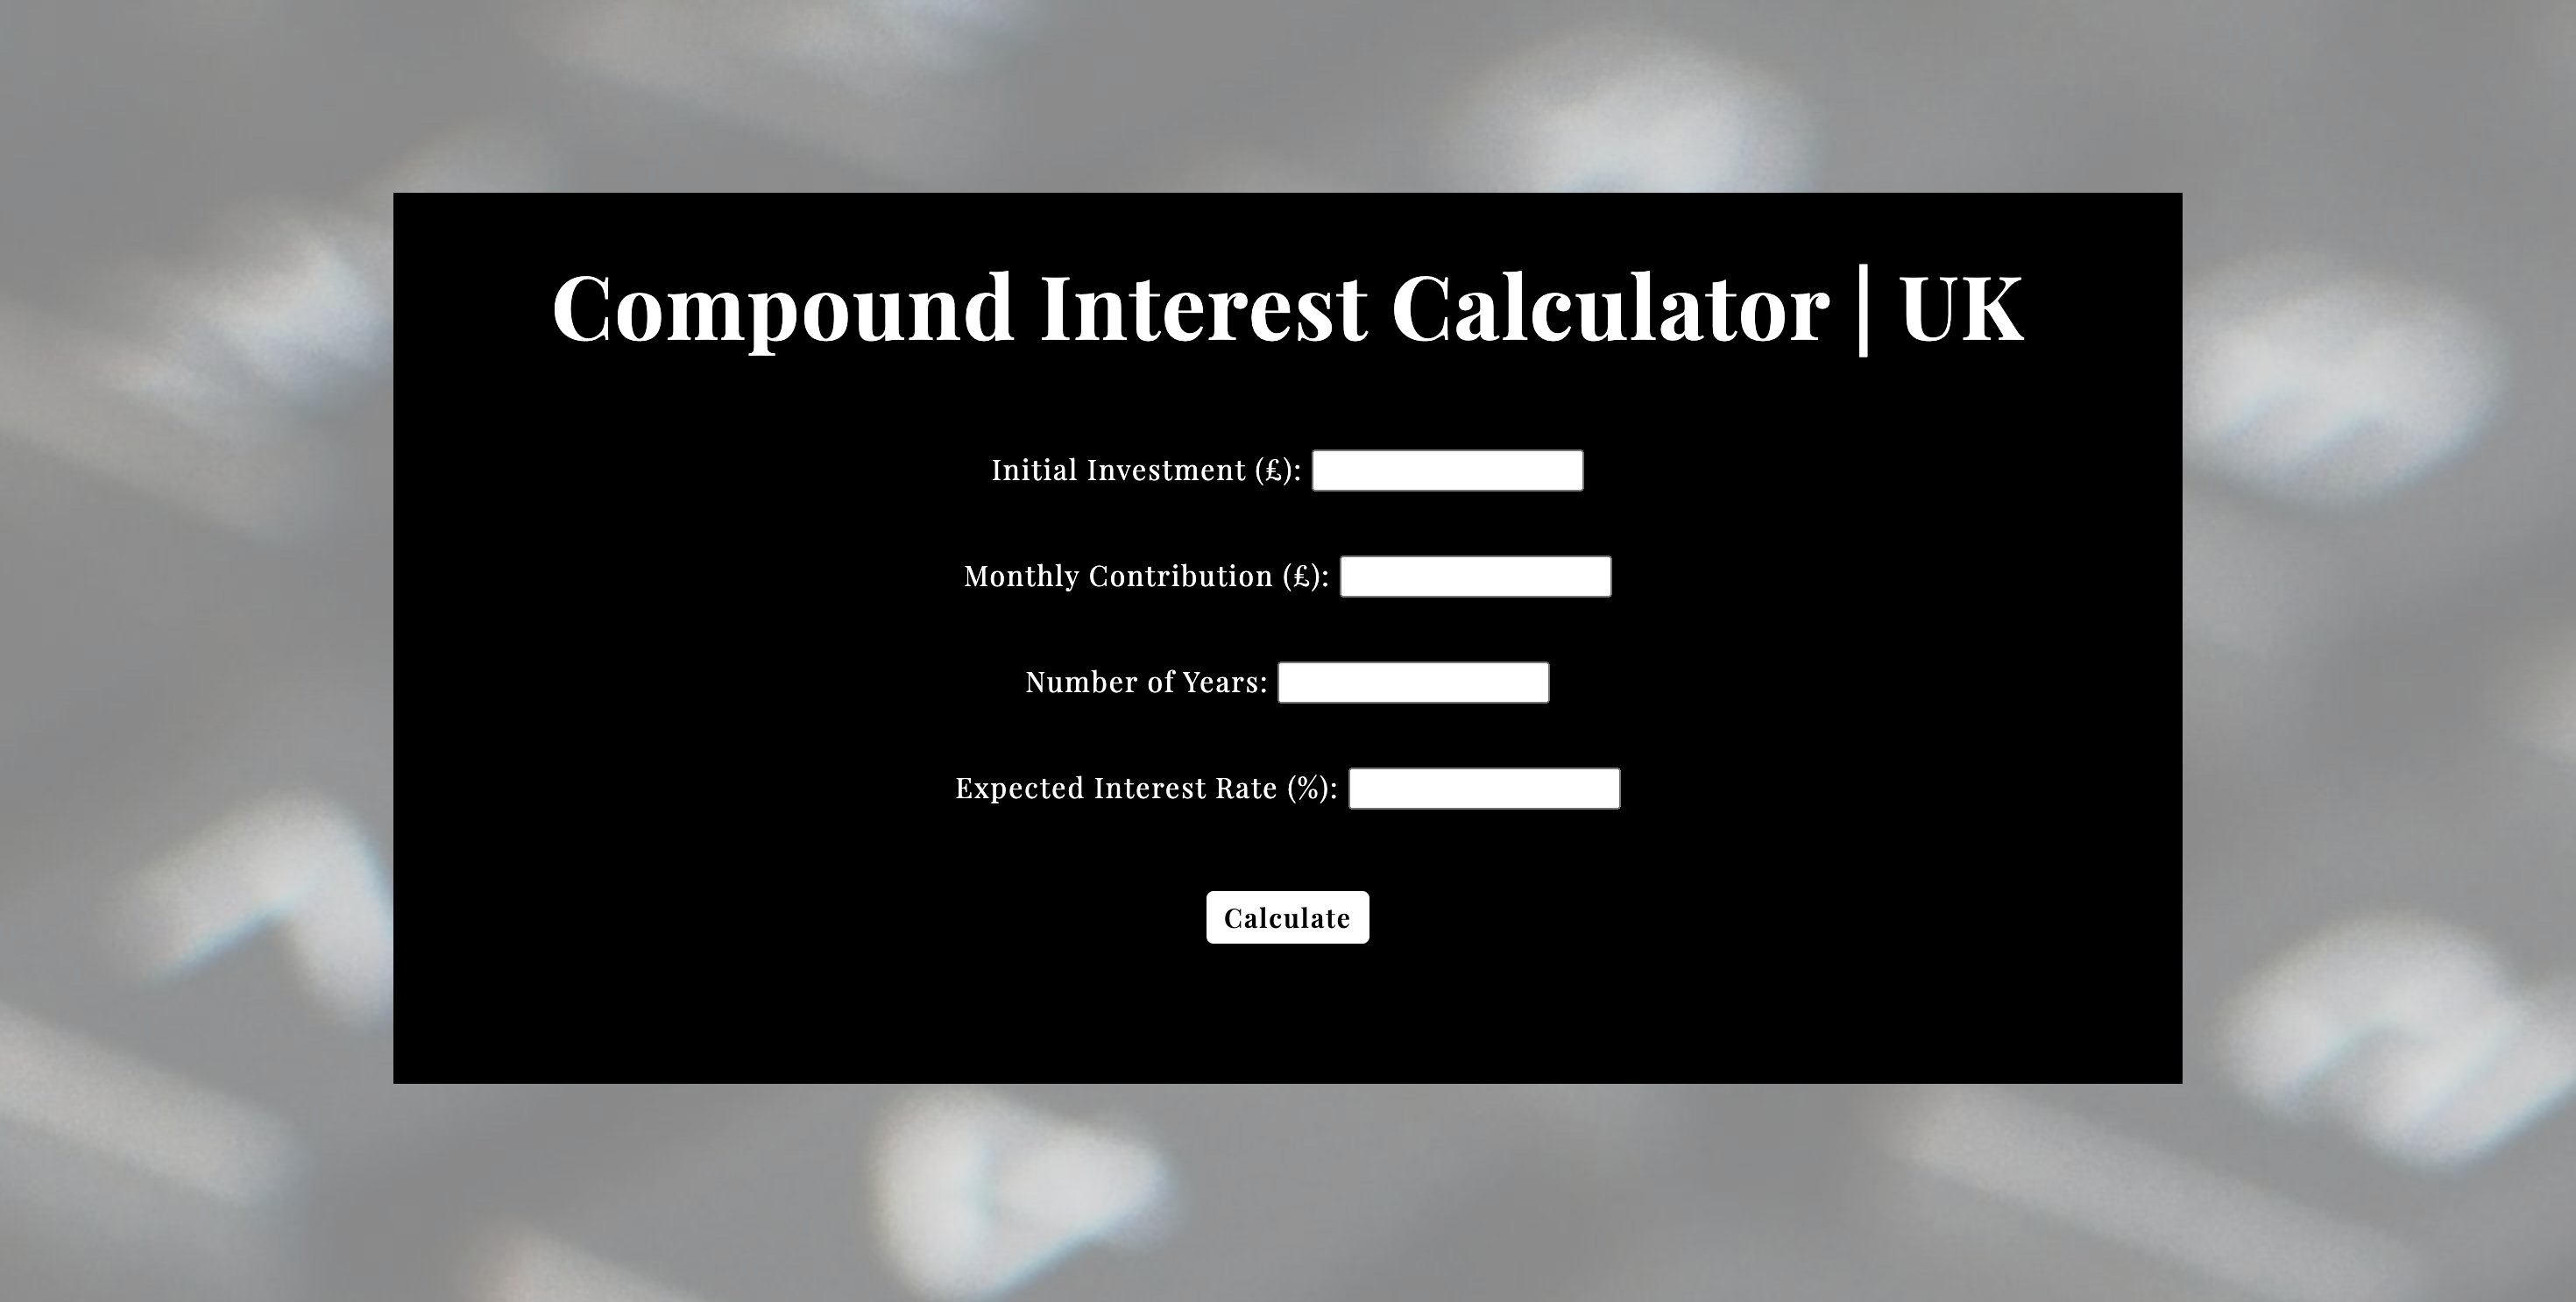 Compound Interest Calculator | UK
Initial Investment (£):
Monthly Contribution (£):
Number of Years:
Expected Interest Rate (%):
Calculate